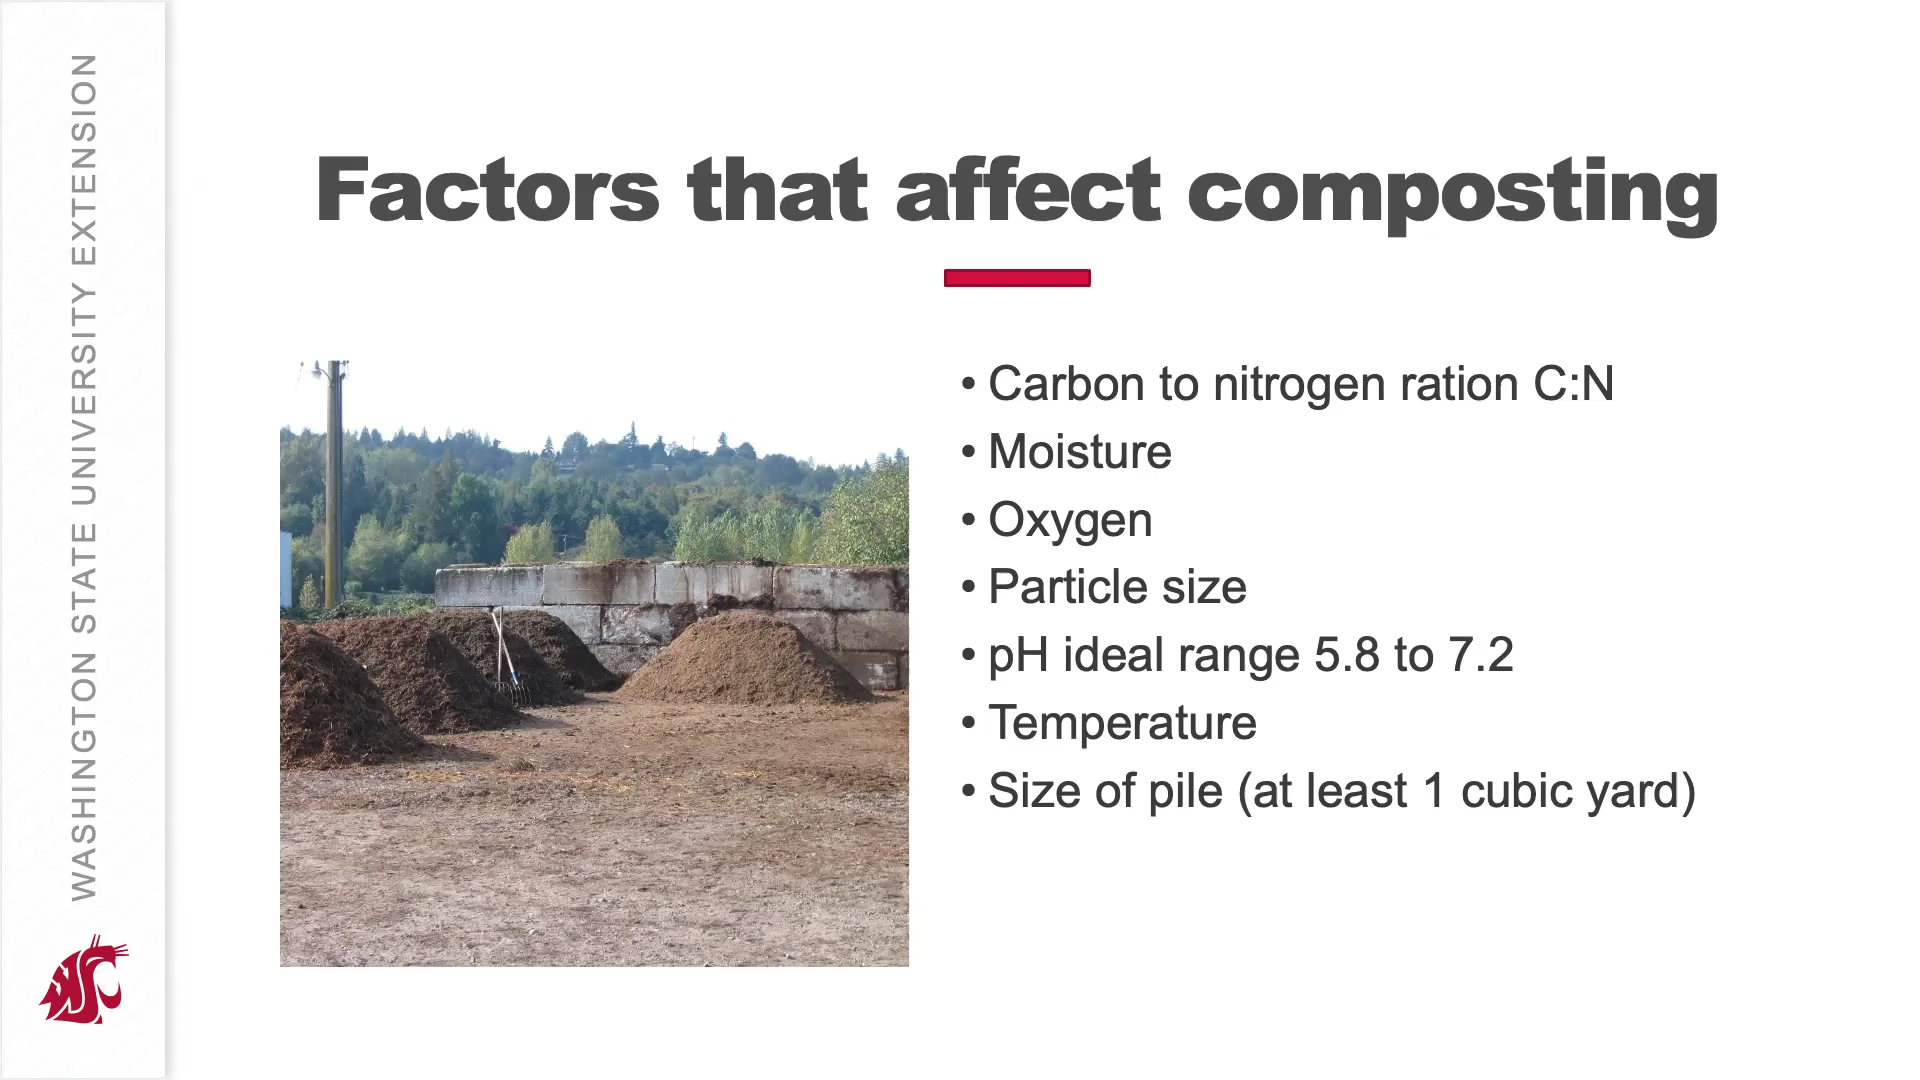 WASHINGTON STATE UNIVERSITY EXTENSION
Factors that affect composting
• Carbon to nitrogen ration C:N
• Moisture
• Oxygen
• Particle size
• pH ideal range 5.8 to 7.2
• Temperature
• Size of pile (at least 1 cubic yard)